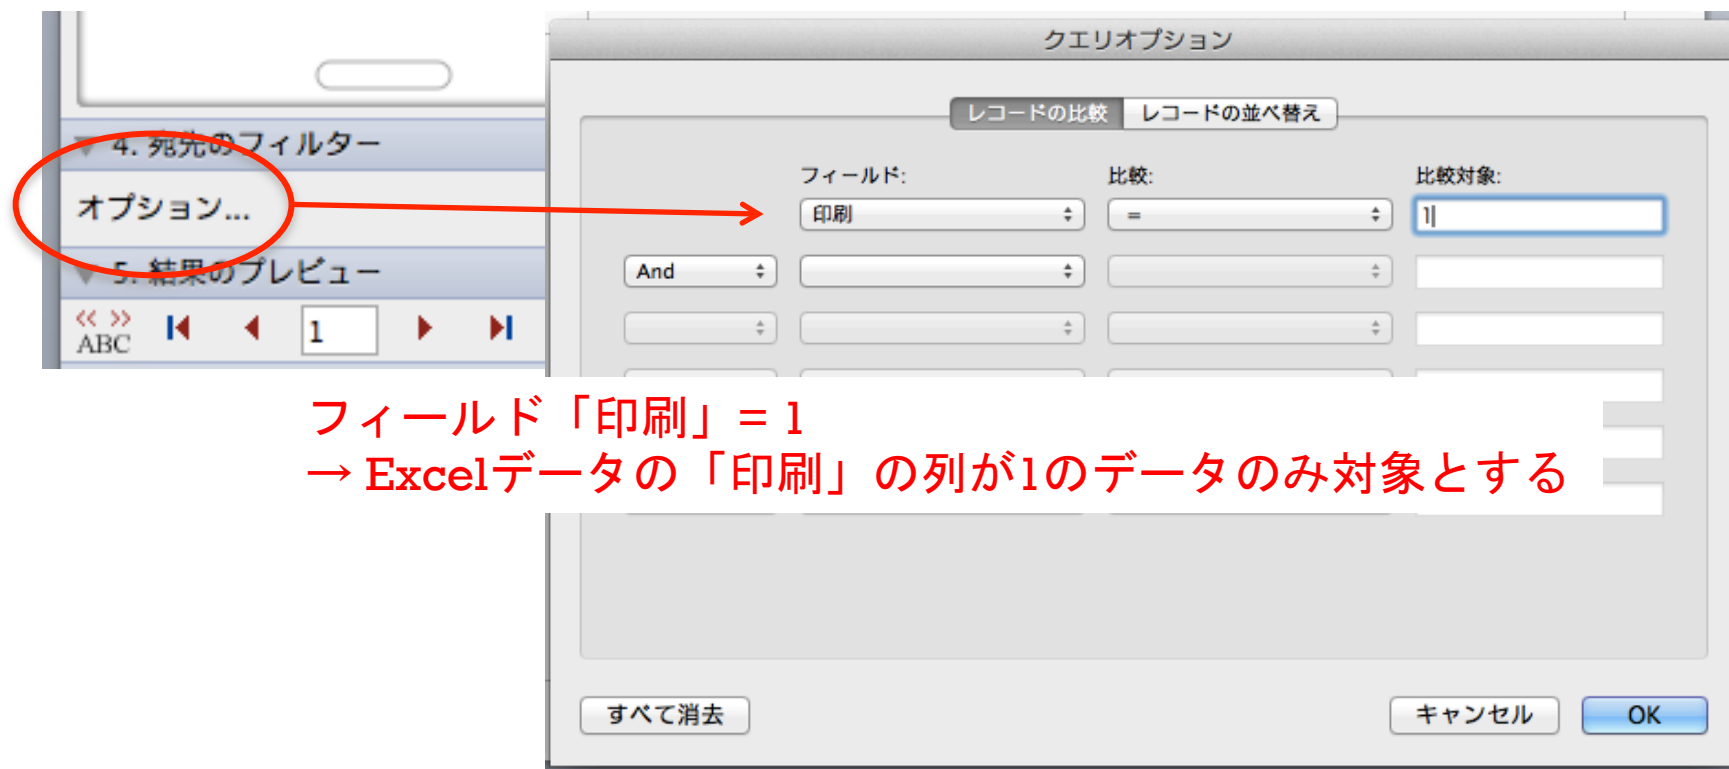 クエリオプション
レコードの比較 レコードの並べ替え
4. 宛先のフィルター
オプション...
フィールド: 比較: 比較対象:
印刷 = 1
And
5. 結果のプレビュー
<< >>
ABC
1
フィールド「印刷」= 1
→ Excelデータの「印刷」の列が1のデータのみ対象とする
すべて消去 キャンセル OK